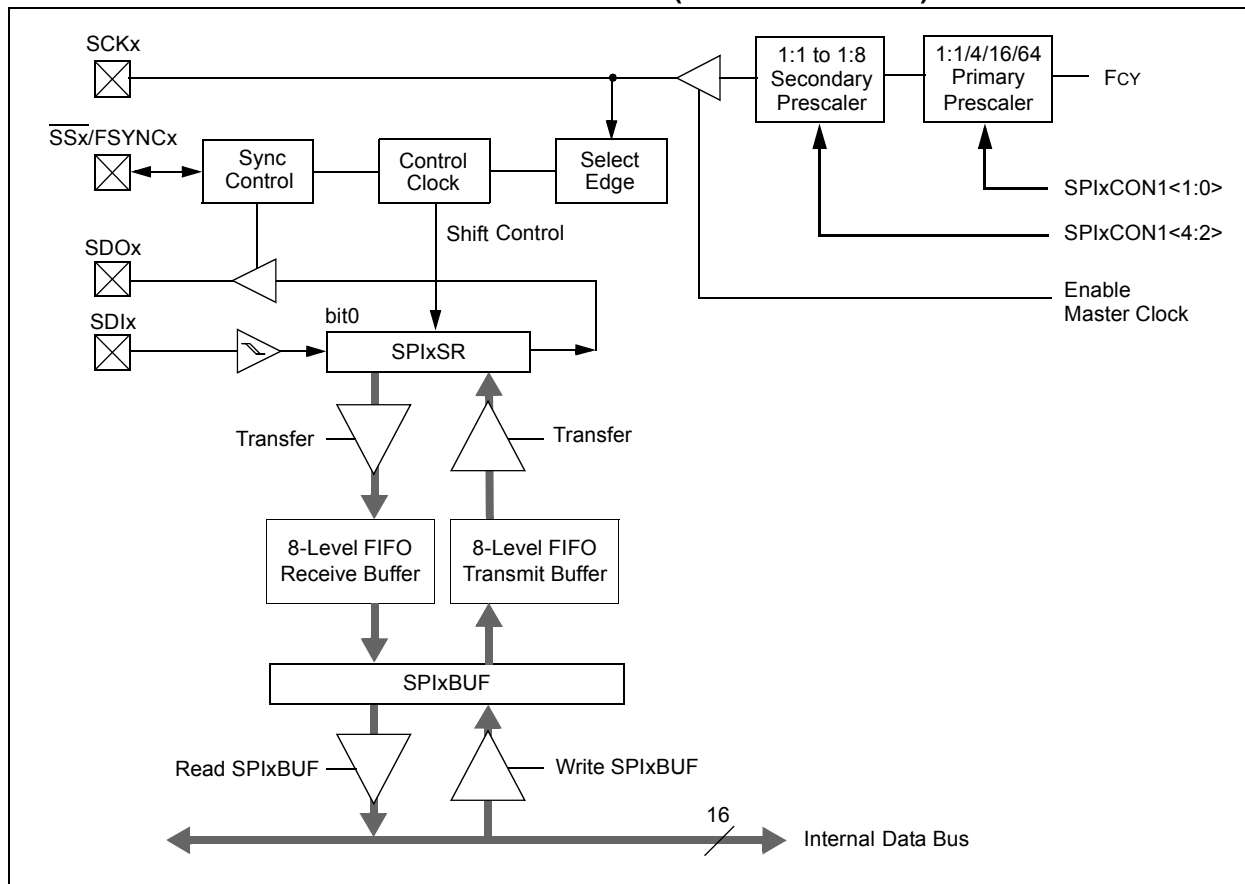 SCKx
1:1 to 1:8
Secondary
Prescaler
1:1/4/16/64
Primary
Prescaler
FCY
SSx/FSYNCx
Sync
Control
Control
Clock
Select
Edge
SPIxCON1<1:0>
SPIxCON1<4:2>
Shift Control
SDOx
Enable
Master Clock
SDIx
bit0
SPIxSR
Transfer
Transfer
8-Level FIFO
Receive Buffer
8-Level FIFO
Transmit Buffer
SPIxBUF
Read SPIxBUF
Write SPIxBUF
16
Internal Data Bus